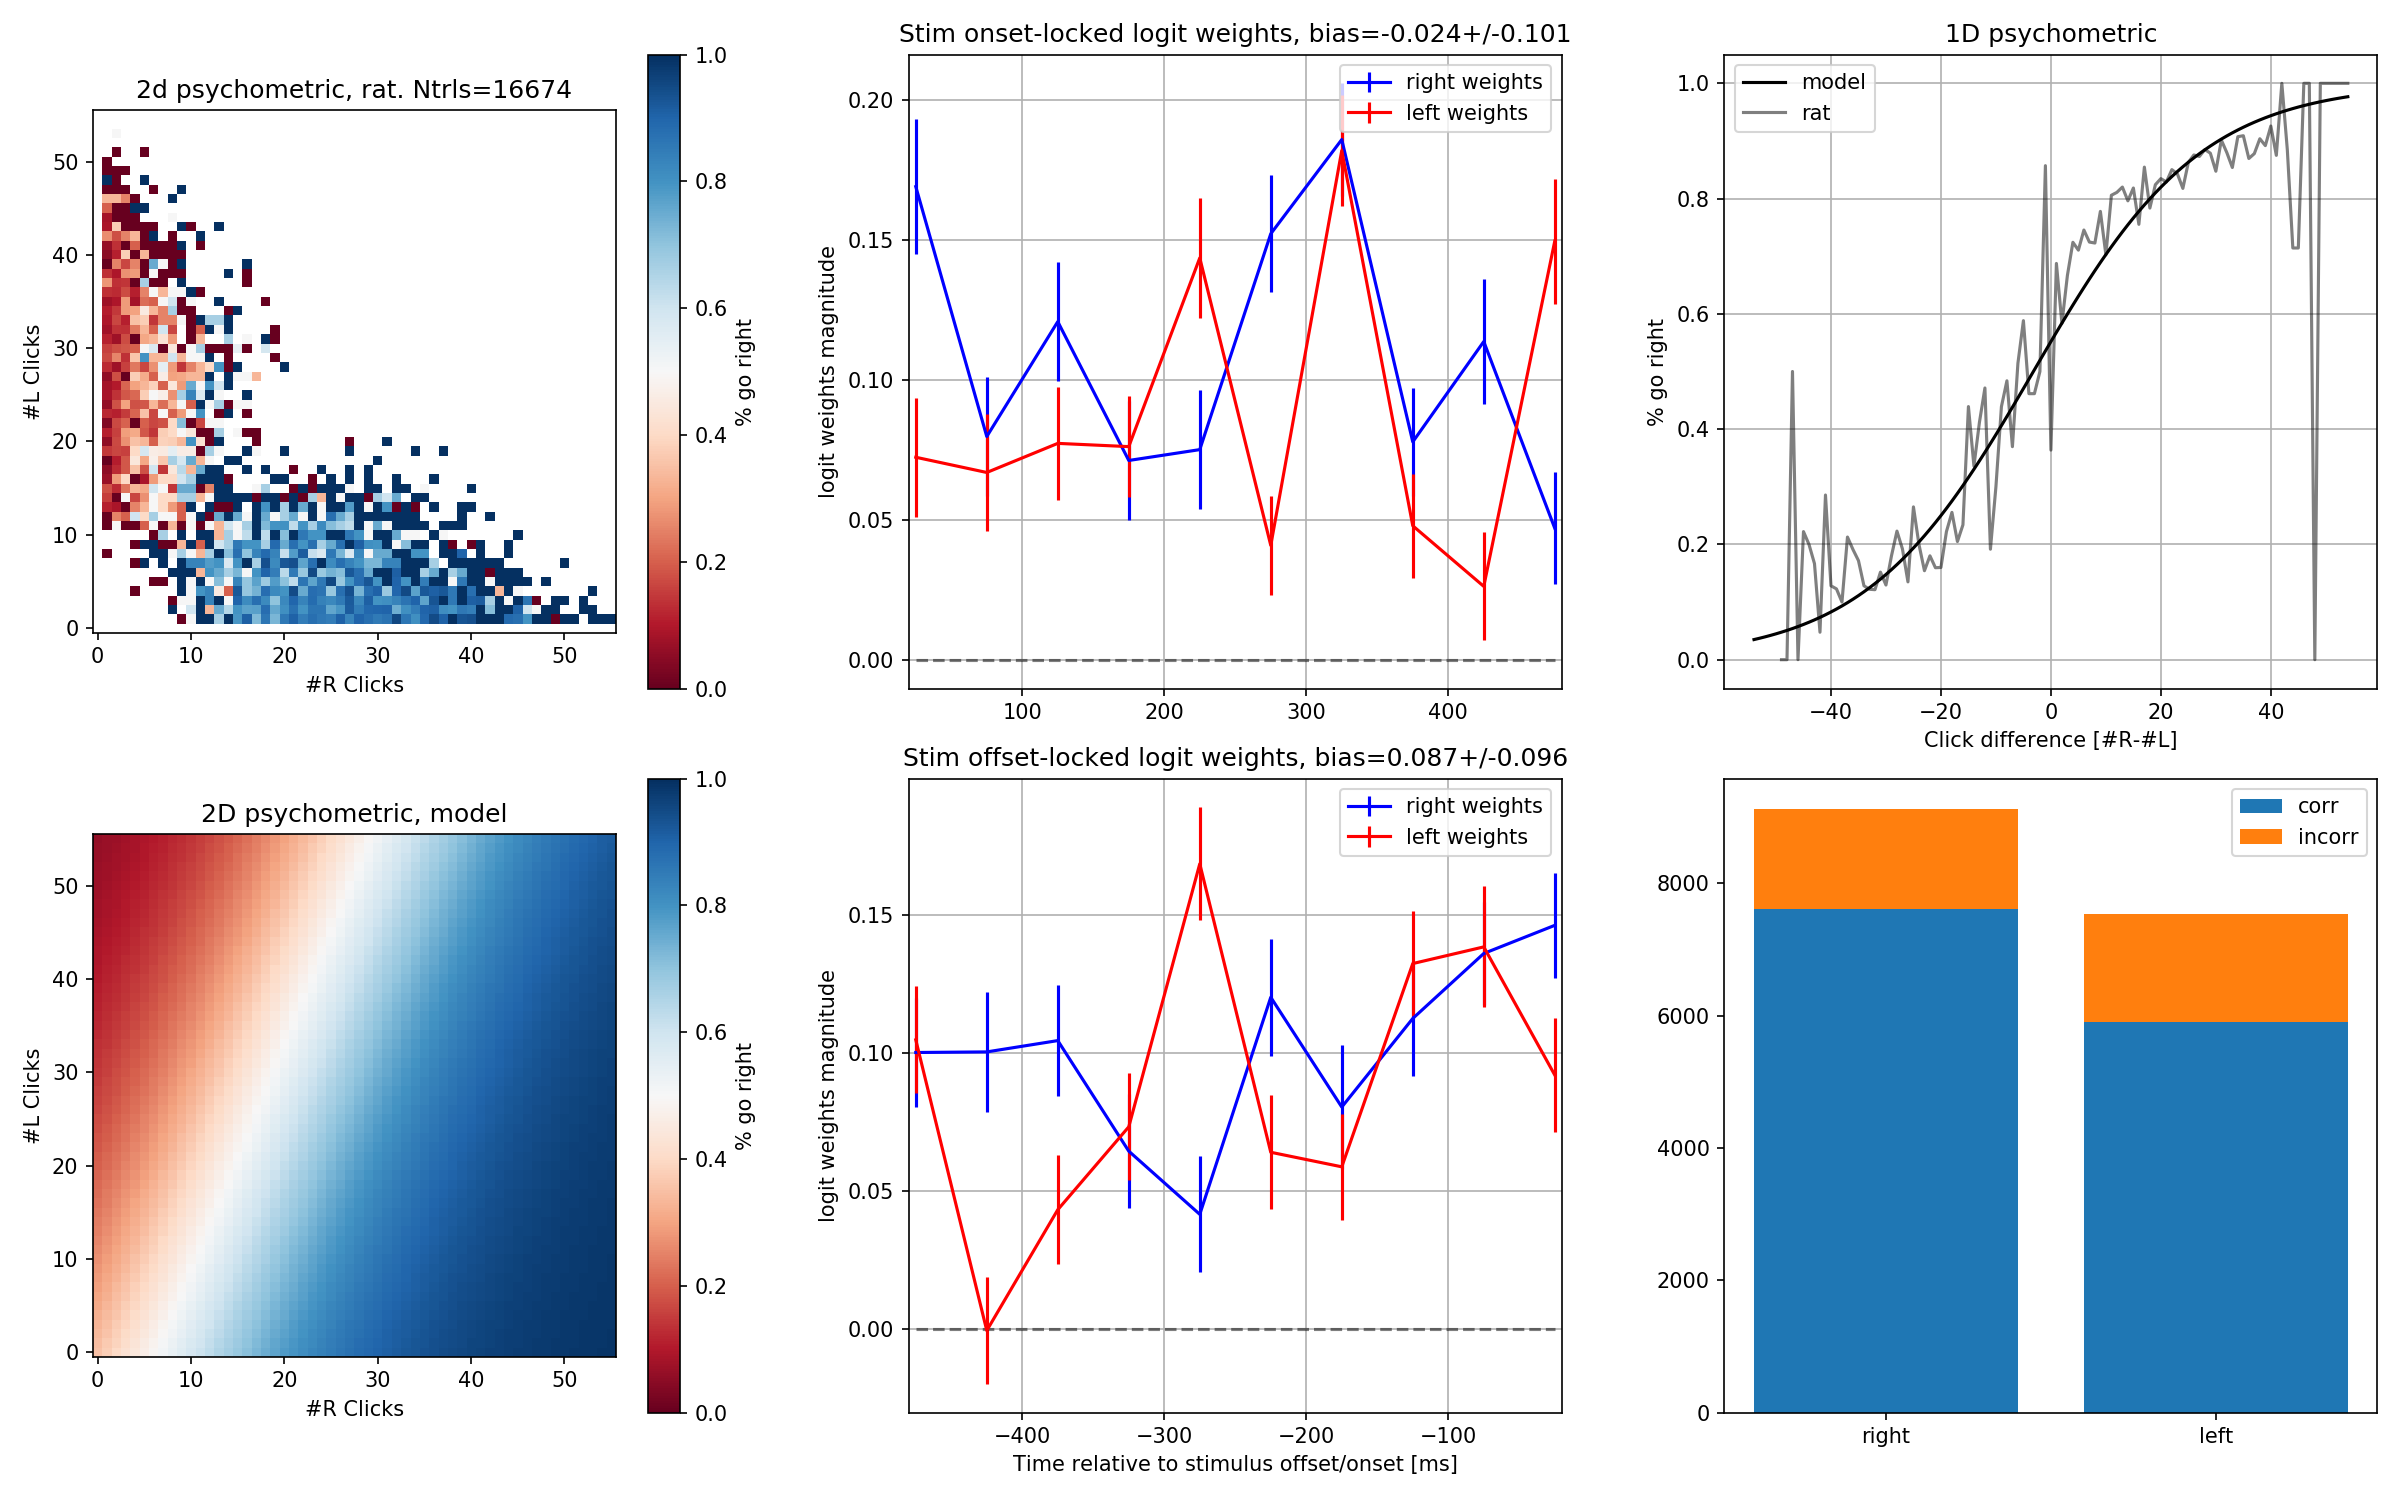 2d psychometric, rat. Ntrls=16674
50
40
30
20
10
0
#L Clicks
0 10 20 30 40 50
#R Clicks
1.0
0.8
0.6
0.4
0.2
0.0
% go right
Stim onset-locked logit weights, bias=-0.024+/-0.101
right weights
left weights
0.20
0.15
0.10
0.05
0.00
logit weights magnitude
100 200 300 400
1D psychometric
model
rat
1.0
0.8
0.6
0.4
0.2
0.0
% go right
−40 −20 0 20 40
Click difference [#R-#L]
2D psychometric, model
50
40
30
20
10
0
#L Clicks
0 10 20 30 40 50
#R Clicks
1.0
0.8
0.6
0.4
0.2
0.0
% go right
Stim offset-locked logit weights, bias=0.087+/-0.096
right weights
left weights
0.15
0.10
0.05
0.00
logit weights magnitude
−400 −300 −200 −100
Time relative to stimulus offset/onset [ms]
corr
incorr
8000
6000
4000
2000
0
right left